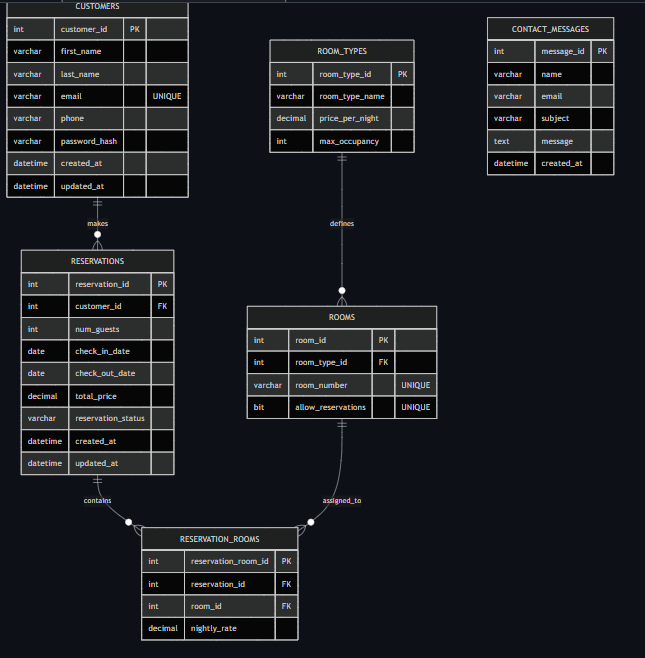 CUSTOMERS
int customer_id PK
varchar first_name
varchar last_name
varchar email UNIQUE
varchar phone
varchar password_hash
datetime created_at
datetime updated_at
ROOM_TYPES
int room_type_id PK
varchar room_type_name
decimal price_per_night
int max_occupancy
CONTACT_MESSAGES
int message_id PK
varchar name
varchar email
varchar subject
text message
datetime created_at
makes
defines
RESERVATIONS
int reservation_id PK
int customer_id FK
int num_guests
date check_in_date
date check_out_date
decimal total_price
varchar reservation_status
datetime created_at
datetime updated_at
ROOMS
int room_id PK
int room_type_id FK
varchar room_number UNIQUE
bit allow_reservations UNIQUE
contains
assigned_to
RESERVATION_ROOMS
int reservation_room_id PK
int reservation_id FK
int room_id FK
decimal nightly_rate